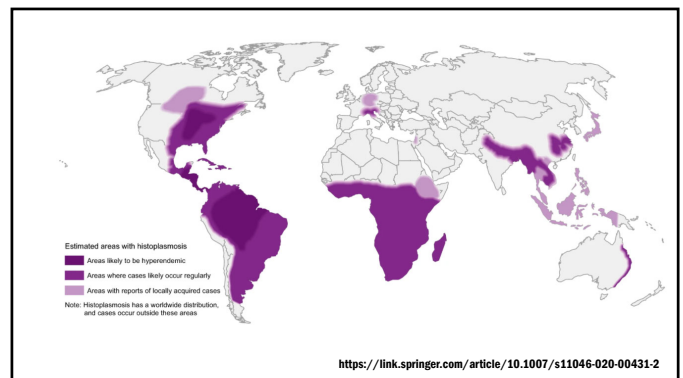 Estimated areas with histoplasmosis
Areas likely to be hyperendemic
Areas where cases likely occur regularly
Areas with reports of locally acquired cases
Note: Histoplasmosis has a worldwide distribution,
and cases occur outside these areas
https://link.springer.com/article/10.1007/s11046-020-00431-2